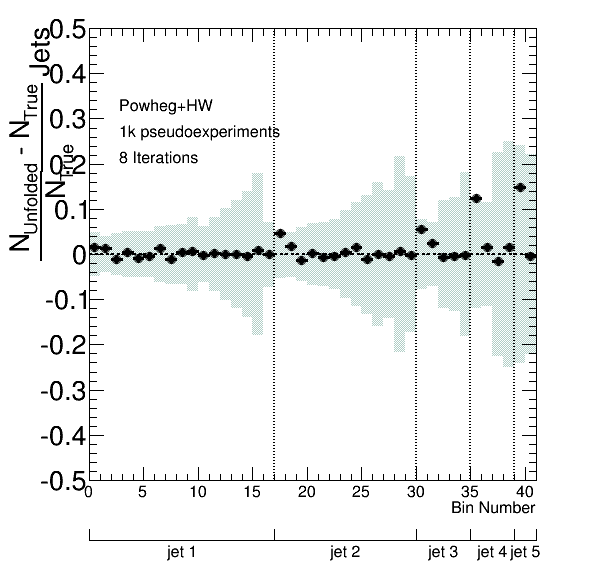 N_Unfolded - N_True
N_True
Jets
0.5
0.4
0.3
0.2
0.1
0
-0.1
-0.2
-0.3
-0.4
-0.5
Powheg+HW
1k pseudoexperiments
8 Iterations
0 5 10 15 20 25 30 35 40
Bin Number
jet 1 jet 2 jet 3 jet 4 jet 5